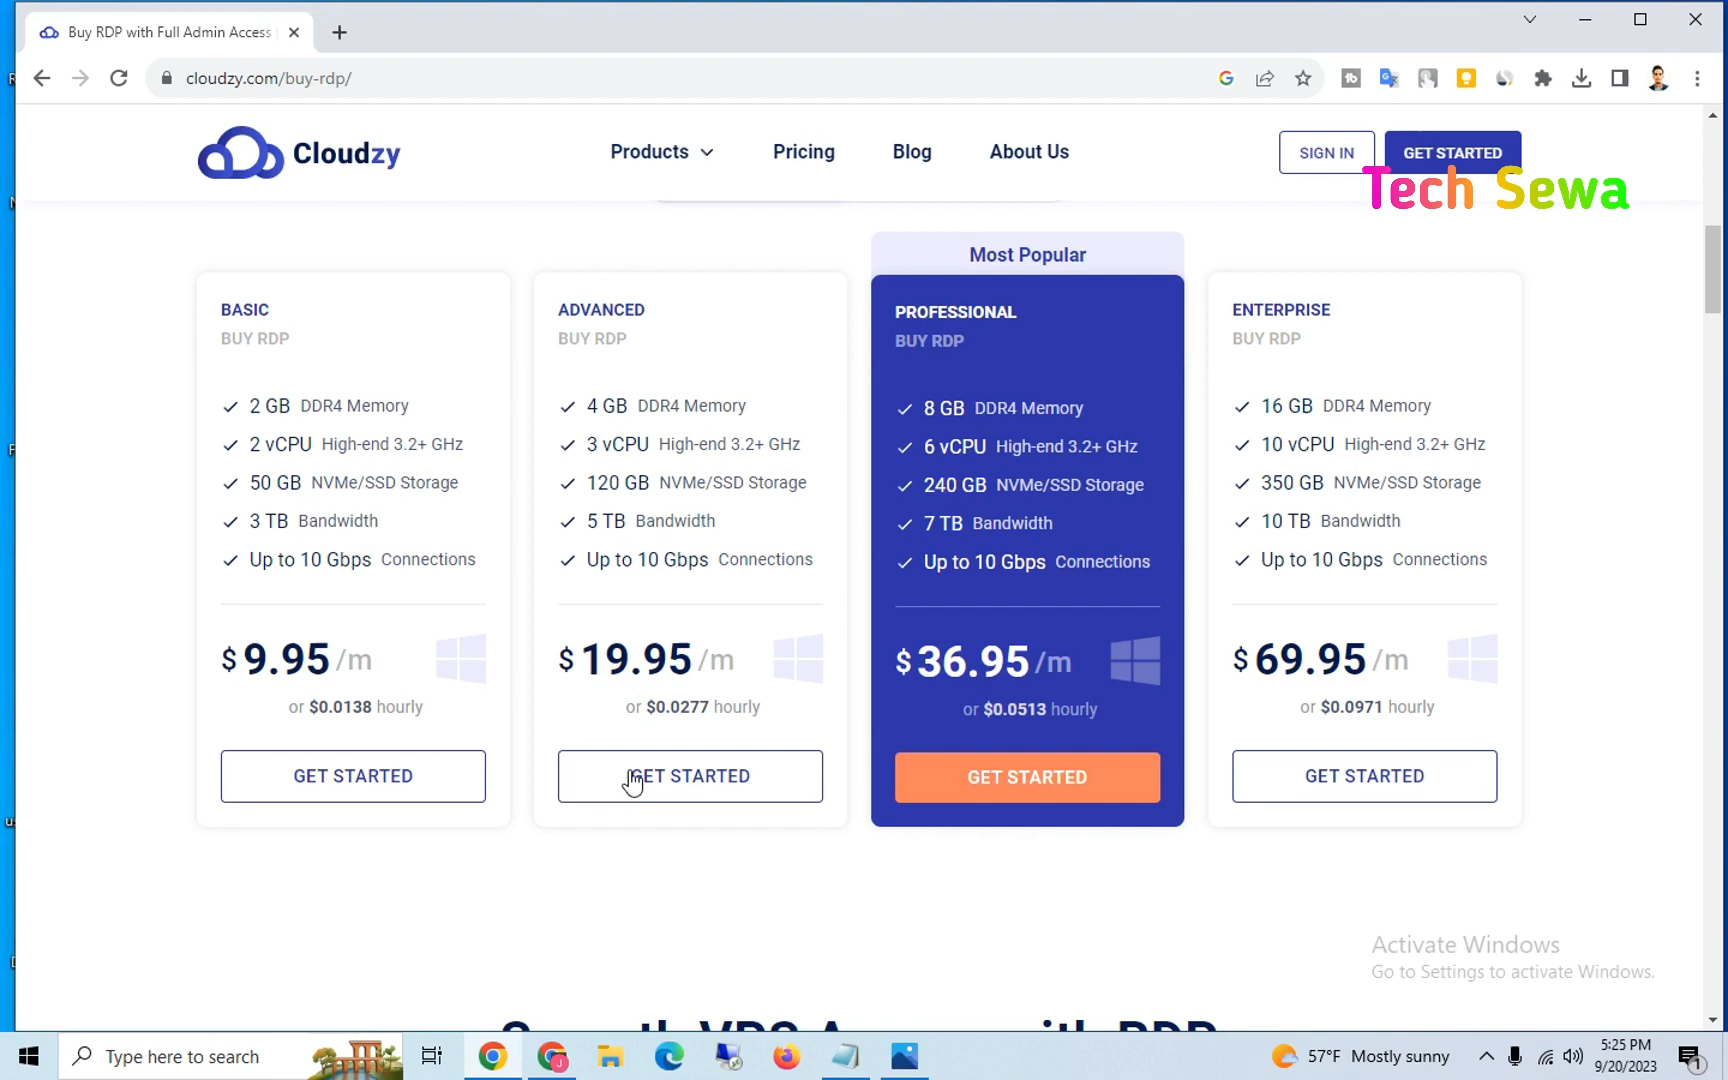 Buy RDP with Full Admin Access
cloudzy.com/buy-rdp/
Cloudzy
Products
Pricing
Blog
About Us
SIGN IN
GET STARTED
Tech Sewa
Most Popular
BASIC
BUY RDP
2 GB DDR4 Memory
2 vCPU High-end 3.2+ GHz
50 GB NVMe/SSD Storage
3 TB Bandwidth
Up to 10 Gbps Connections
$ 9.95 /m
or $0.0138 hourly
GET STARTED
ADVANCED
BUY RDP
4 GB DDR4 Memory
3 vCPU High-end 3.2+ GHz
120 GB NVMe/SSD Storage
5 TB Bandwidth
Up to 10 Gbps Connections
$ 19.95 /m
or $0.0277 hourly
GET STARTED
PROFESSIONAL
BUY RDP
8 GB DDR4 Memory
6 vCPU High-end 3.2+ GHz
240 GB NVMe/SSD Storage
7 TB Bandwidth
Up to 10 Gbps Connections
$ 36.95 /m
or $0.0513 hourly
GET STARTED
ENTERPRISE
BUY RDP
16 GB DDR4 Memory
10 vCPU High-end 3.2+ GHz
350 GB NVMe/SSD Storage
10 TB Bandwidth
Up to 10 Gbps Connections
$ 69.95 /m
or $0.0971 hourly
GET STARTED
Activate Windows
Go to Settings to activate Windows.
Type here to search
57°F Mostly sunny
5:25 PM
9/20/2023
1